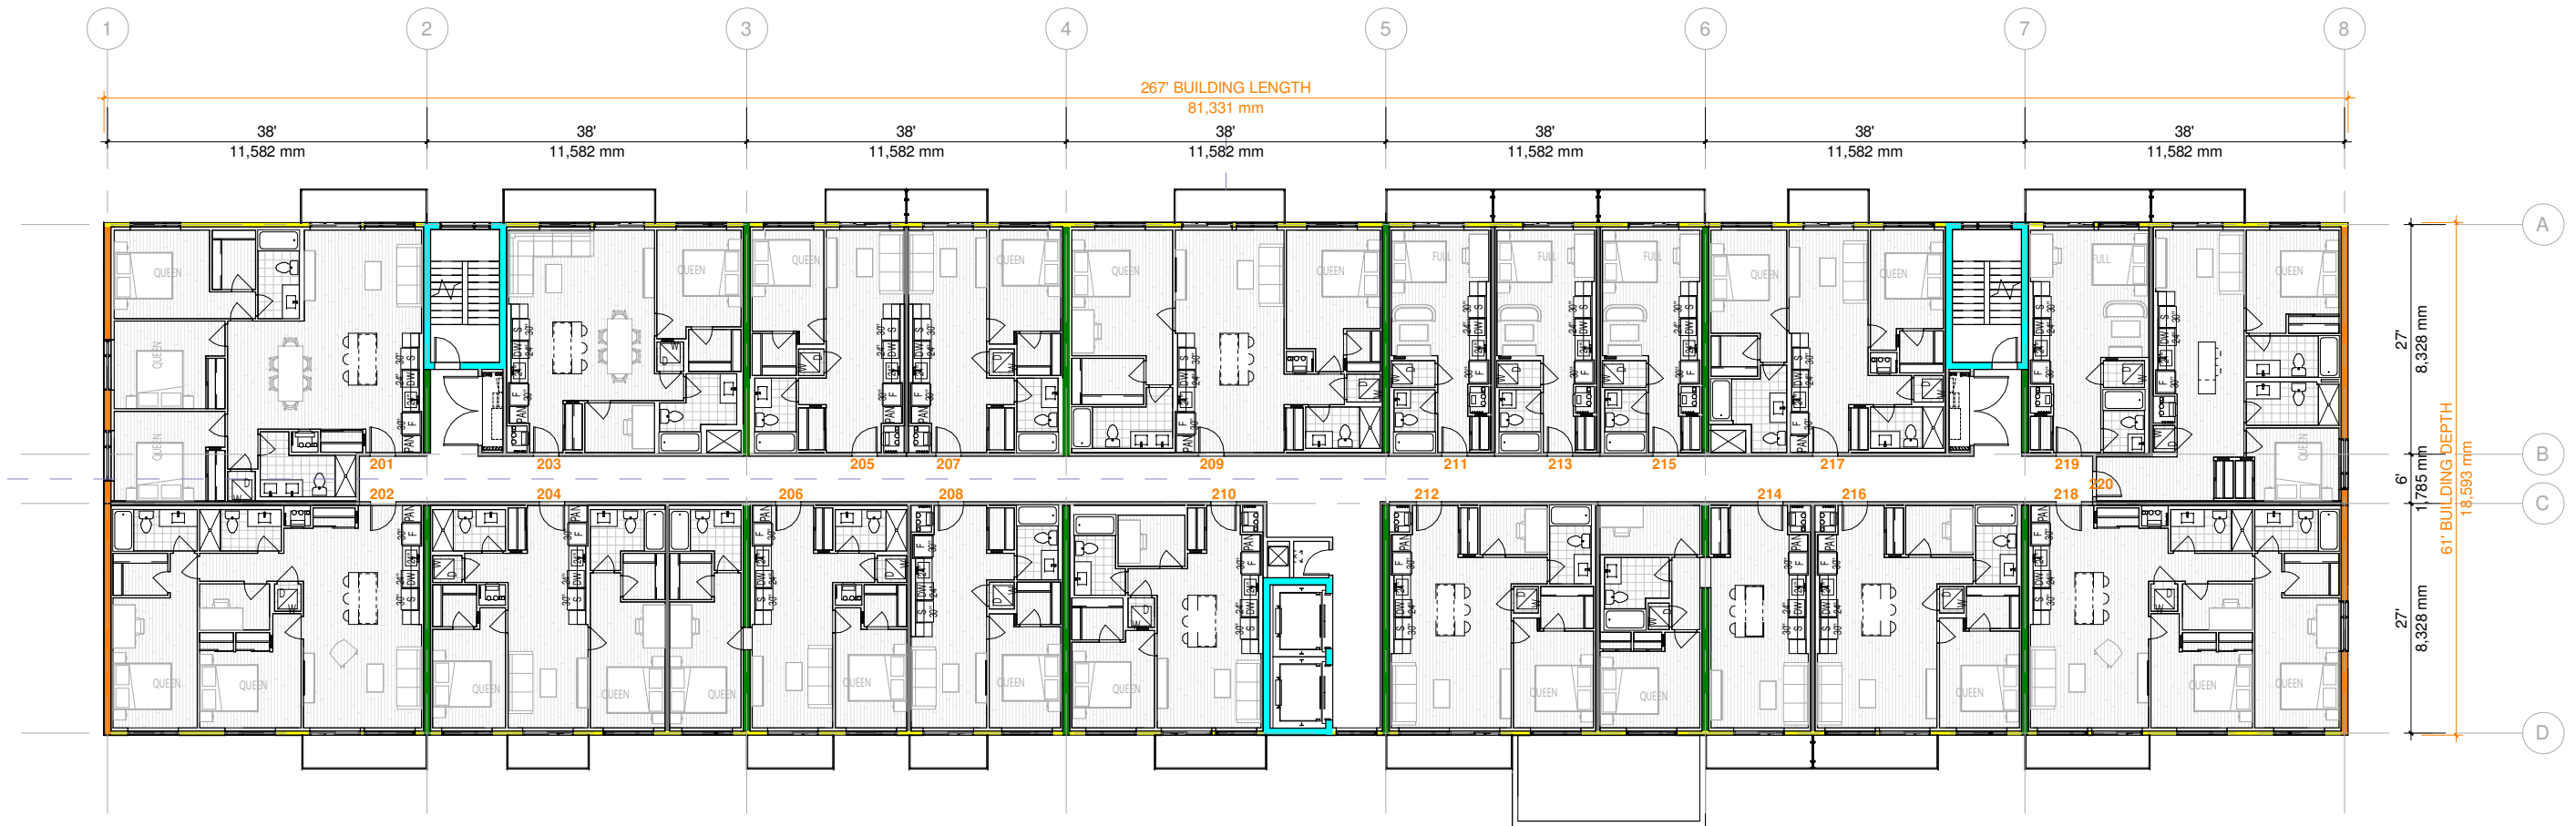 1 2 3 4 5 6 7 8
267' BUILDING LENGTH
81,331 mm
38' 38' 38' 38' 38' 38' 38'
11,582 mm 11,582 mm 11,582 mm 11,582 mm 11,582 mm 11,582 mm 11,582 mm
A
QUEEN QUEEN QUEEN QUEEN QUEEN QUEEN FULL FULL FULL QUEEN QUEEN FULL QUEEN
27'
8,328 mm
QUEEN
QUEEN
QUEEN
201 203 205 207 209 211 213 215 217 219
B
6'
1,785 mm
61' BUILDING DEPTH
18,593 mm
220
202 204 206 208 210 212 214 216 218
C
27'
8,328 mm
QUEEN QUEEN QUEEN QUEEN QUEEN QUEEN QUEEN QUEEN QUEEN QUEEN QUEEN QUEEN QUEEN
D